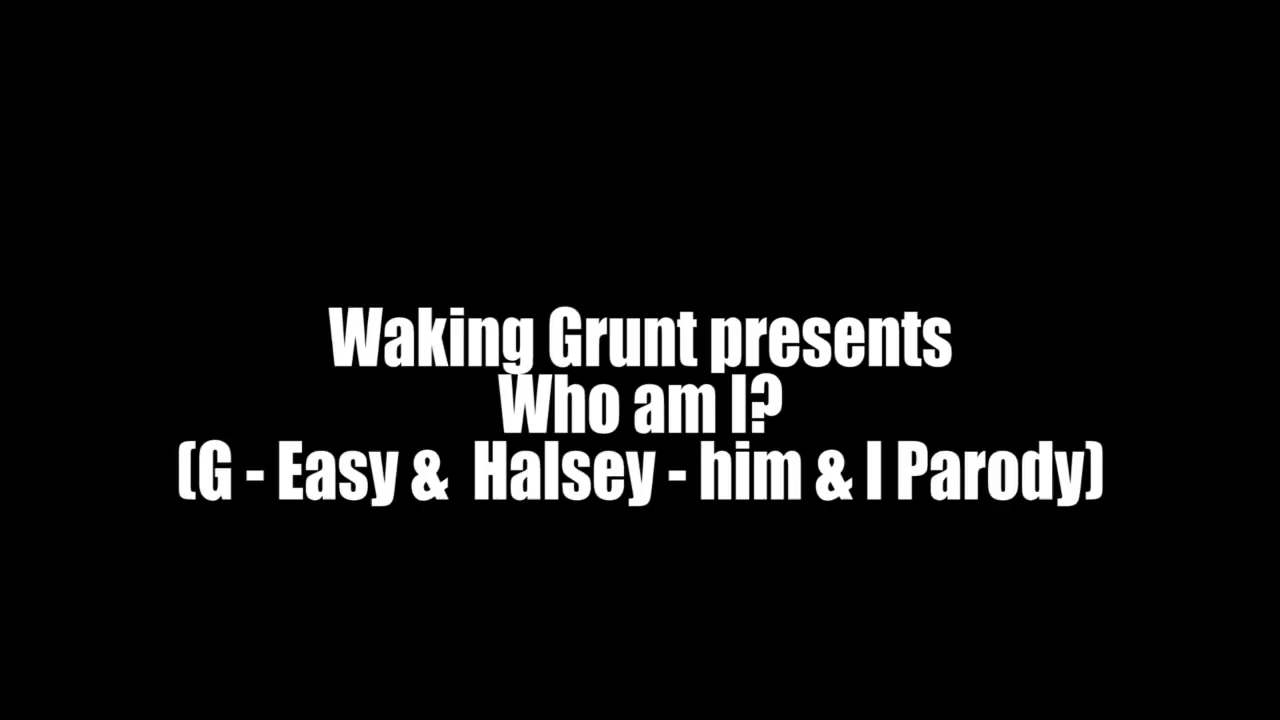 Waking Grunt presents
Who am I?
(G - Easy &  Halsey - him & I Parody)